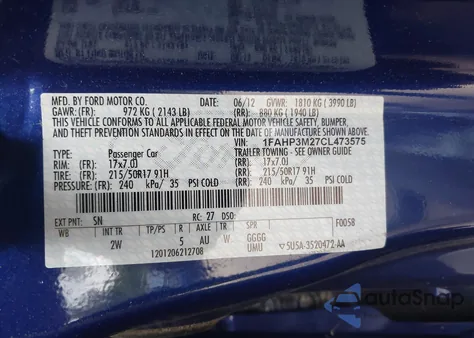 MFD. BY FORD MOTOR CO. DATE: 06/12 GVWR: 1810 KG ( 3990 LB)
GAWR: (FR): 972 KG ( 2143 LB) (RR): 880 KG ( 1940 LB)
THIS VEHICLE CONFORMS TO ALL APPLICABLE FEDERAL MOTOR VEHICLE SAFETY, BUMPER,
AND THEFT PREVENTION STANDARDS IN EFFECT ON THE DATE OF MANUFACTURE SHOWN ABOVE.
VIN: 1FAHP3M27CL473575
TYPE: Passenger Car TRAILER TOWING - SEE OWNER GUIDE
RIM: (FR): 17x7.0J (RR): 17x7.0J
TIRE: (FR): 215/50R17 91H (RR): 215/50R17 91H
PRESSURE: (FR): 240 kPa/ 35 PSI COLD (RR): 240 kPa/ 35 PSI COLD
EXT PNT: SN RC: 27 DSO: F0058
WB INT TR TP/PS R AXLE TR SPR
2W 5 AU W GGGG
UMU
1201206212708 5U5A-3520472-AA
autoSnap